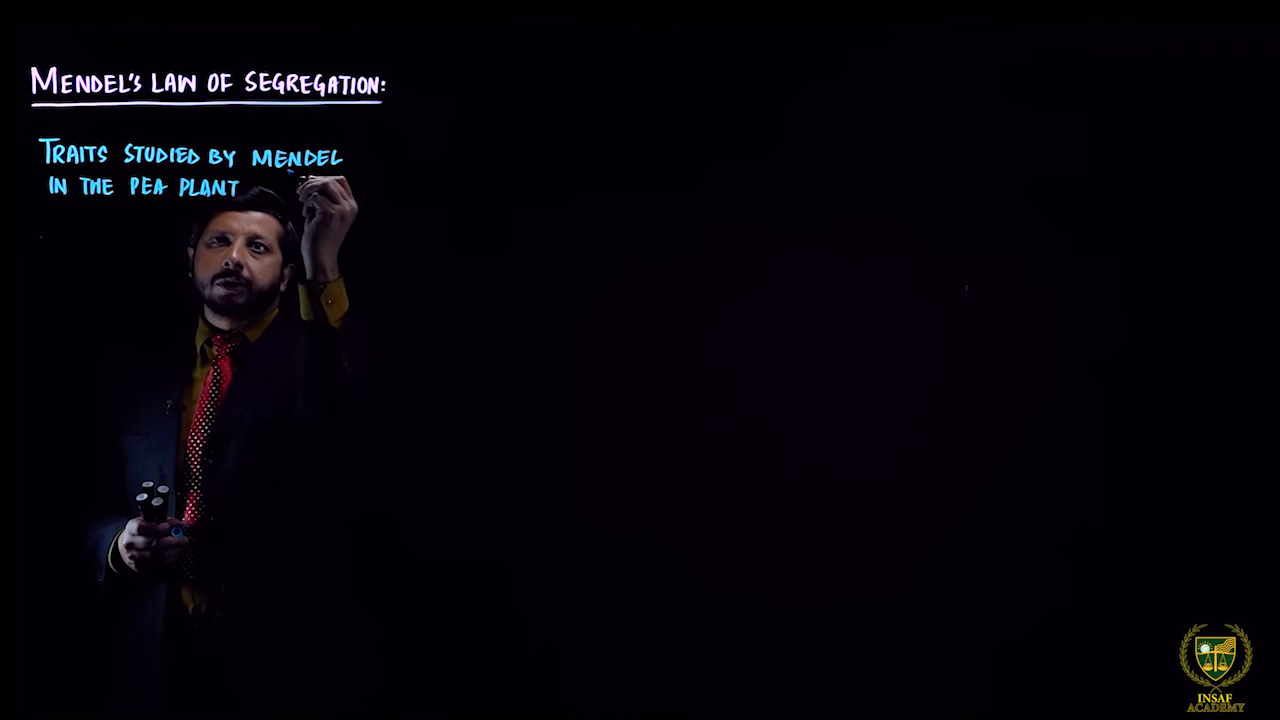 MENDEL'S LAW OF SEGREGATION:
TRAITS STUDIED BY MENDEL
IN THE PEA PLANT
INSAF
ACADEMY